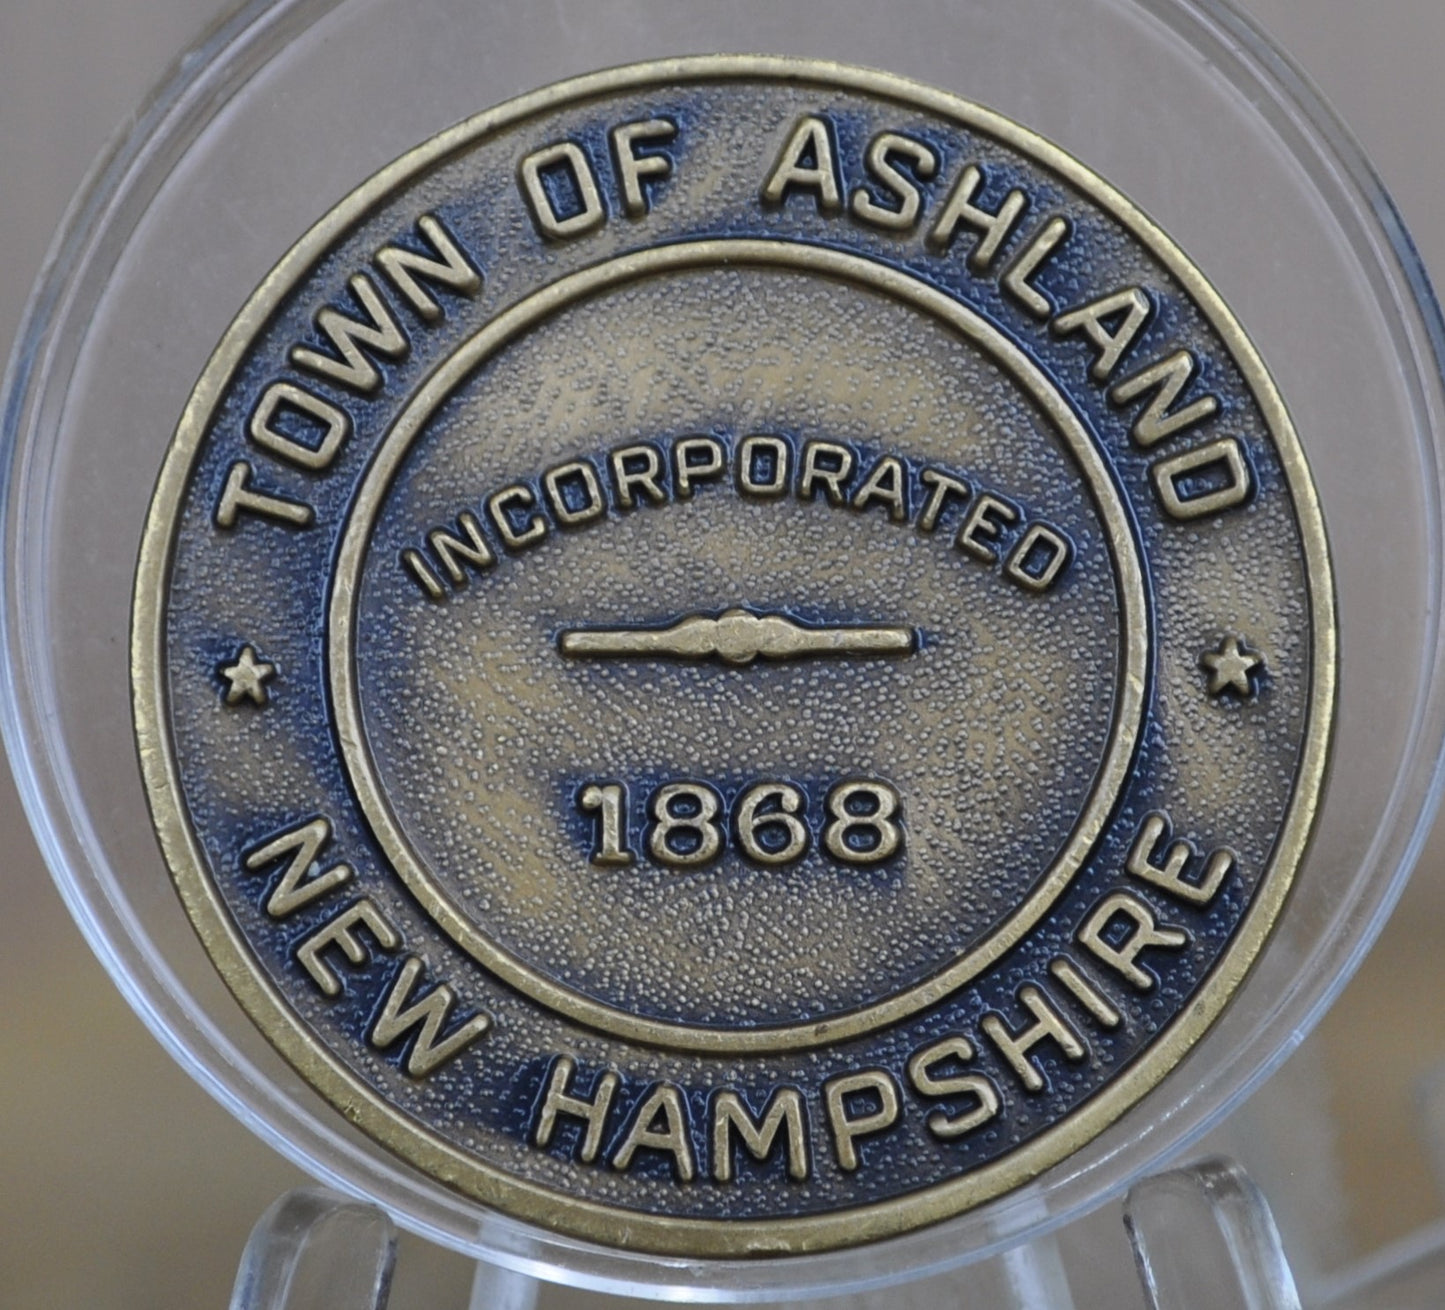 TOWN OF ASHLAND
INCORPORATED
1868
NEW HAMPSHIRE